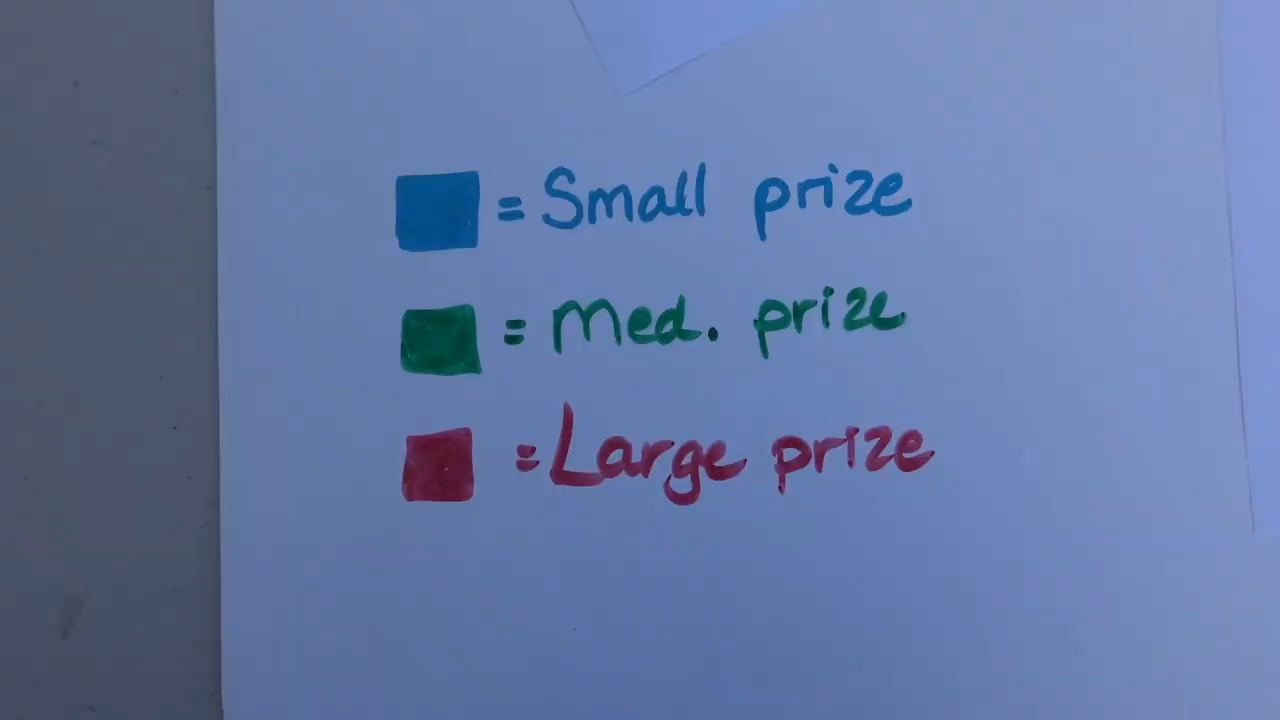 = Small prize
= Med. prize
= Large prize